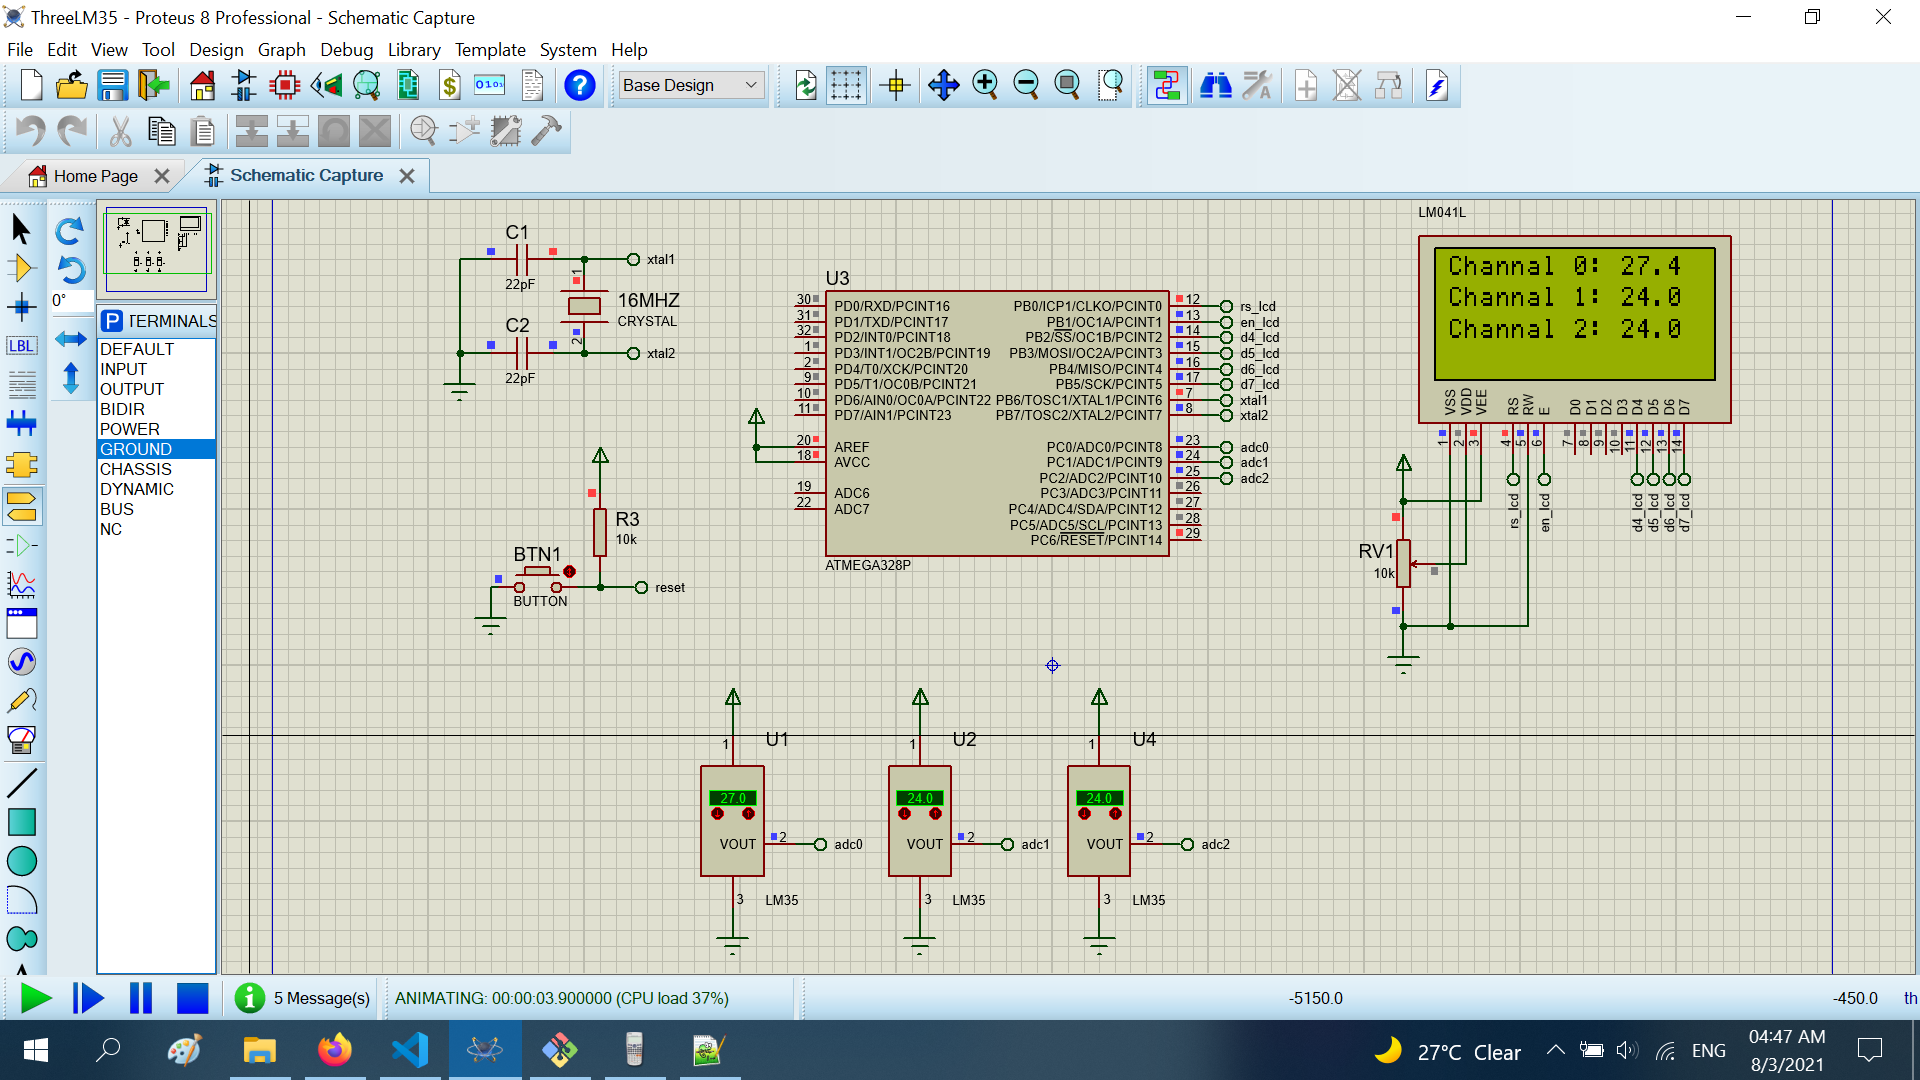 ThreeLM35 - Proteus 8 Professional - Schematic Capture
File Edit View Tool Design Graph Debug Library Template System Help
Base Design
Home Page
Schematic Capture
0°
LBL
P TERMINALS
DEFAULT
INPUT
OUTPUT
BIDIR
POWER
GROUND
CHASSIS
DYNAMIC
BUS
NC
C1
22pF
xtal1
1
16MHZ
CRYSTAL
2
C2
22pF
xtal2
R3
10k
BTN1
BUTTON
reset
U3
30 PD0/RXD/PCINT16
31 PD1/TXD/PCINT17
32 PD2/INT0/PCINT18
1 PD3/INT1/OC2B/PCINT19
2 PD4/T0/XCK/PCINT20
9 PD5/T1/OC0B/PCINT21
10 PD6/AIN0/OC0A/PCINT22
11 PD7/AIN1/PCINT23
20 AREF
18 AVCC
19 ADC6
22 ADC7
PB0/ICP1/CLKO/PCINT0 12 rs_lcd
PB1/OC1A/PCINT1 13 en_lcd
PB2/SS/OC1B/PCINT2 14 d4_lcd
PB3/MOSI/OC2A/PCINT3 15 d5_lcd
PB4/MISO/PCINT4 16 d6_lcd
PB5/SCK/PCINT5 17 d7_lcd
PB6/TOSC1/XTAL1/PCINT6 7 xtal1
PB7/TOSC2/XTAL2/PCINT7 8 xtal2
PC0/ADC0/PCINT8 23 adc0
PC1/ADC1/PCINT9 24 adc1
PC2/ADC2/PCINT10 25 adc2
PC3/ADC3/PCINT11 26
PC4/ADC4/SDA/PCINT12 27
PC5/ADC5/SCL/PCINT13 28
PC6/RESET/PCINT14 29
ATMEGA328P
LM041L
Channal 0: 27.4
Channal 1: 24.0
Channal 2: 24.0
VSS VDD VEE RS RW E D0 D1 D2 D3 D4 D5 D6 D7
1 2 3 4 5 6 7 8 9 10 11 12 13 14
rs_lcd en_lcd d4_lcd d5_lcd d6_lcd d7_lcd
RV1
10k
U1
1
27.0
VOUT 2 adc0
3 LM35
U2
1
24.0
VOUT 2 adc1
3 LM35
U4
1
24.0
VOUT 2 adc2
3 LM35
5 Message(s)
ANIMATING: 00:00:03.900000 (CPU load 37%)
-5150.0 -450.0 th
27°C Clear
ENG
04:47 AM
8/3/2021